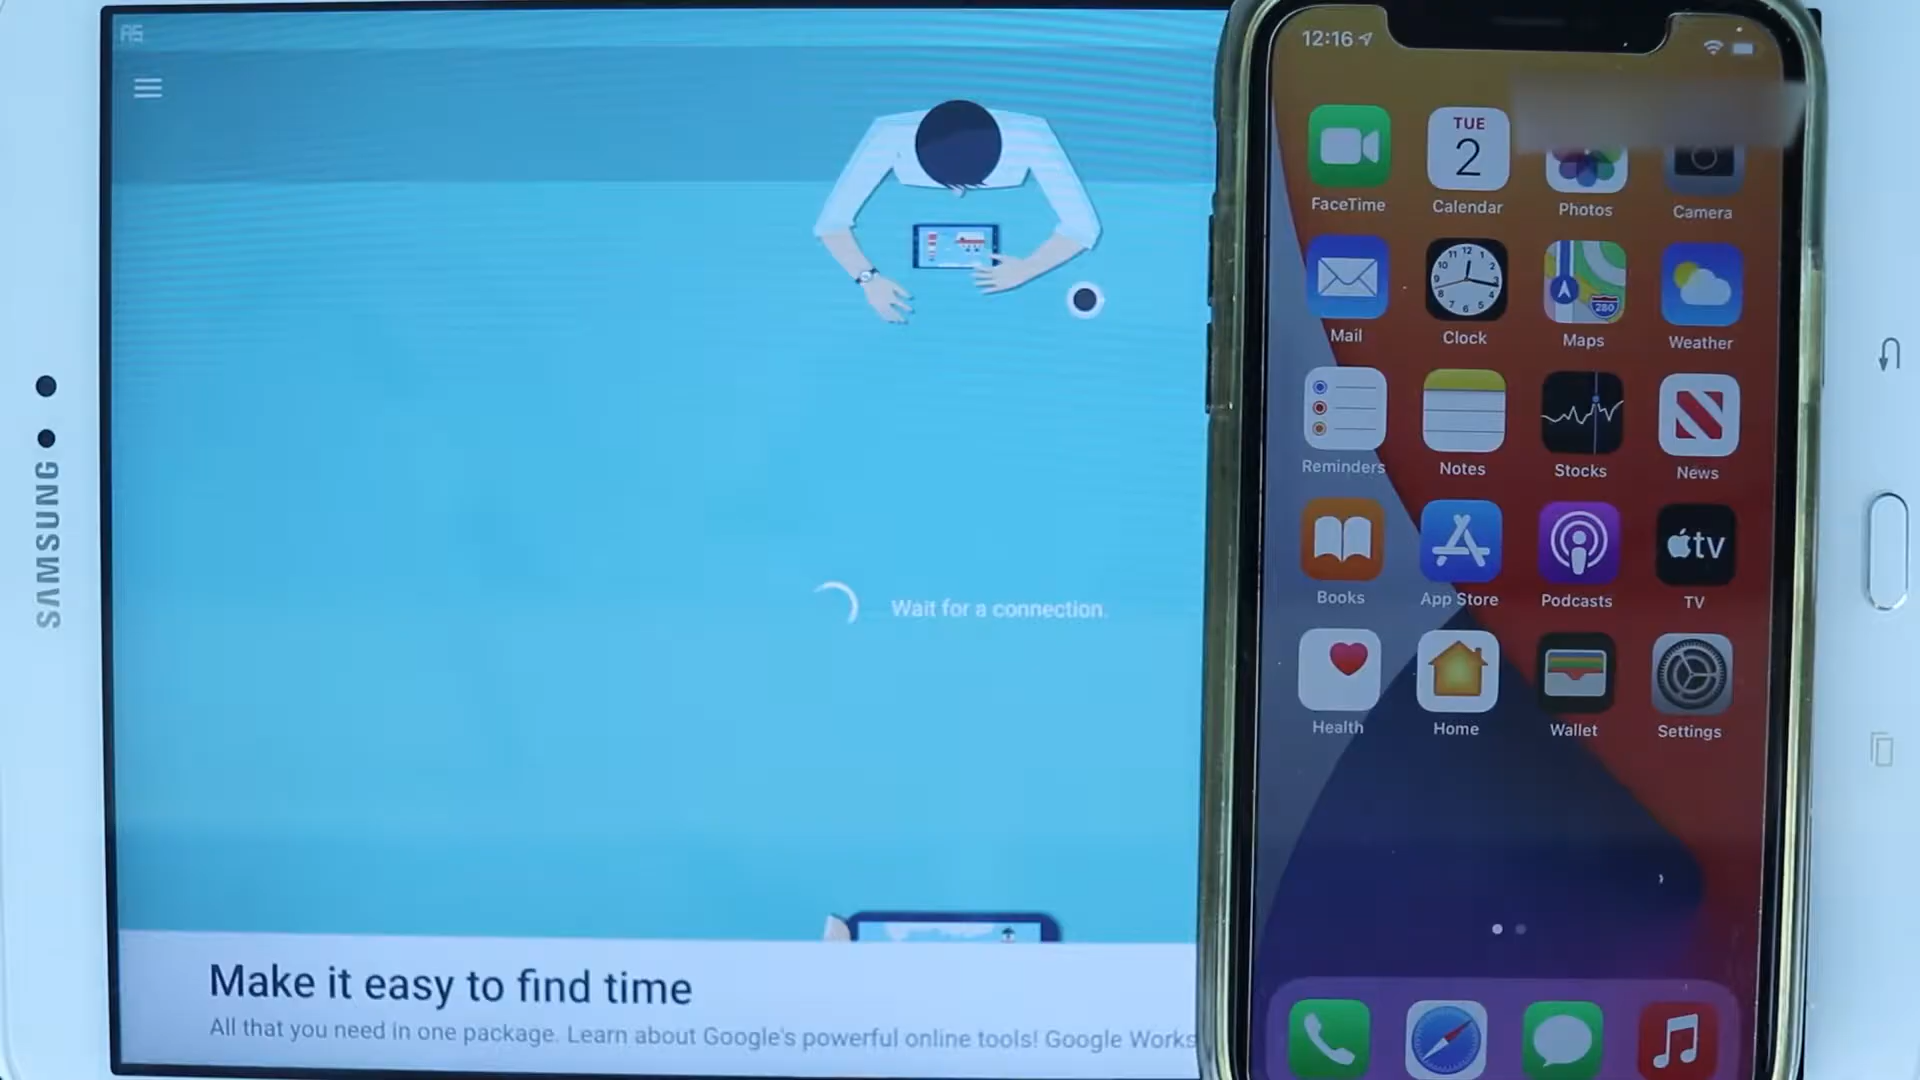 SAMSUNG
Wait for a connection.
Make it easy to find time
All that you need in one package. Learn about Google's powerful online tools! Google Works
12:16
TUE
2
FaceTime
Calendar
Photos
Camera
Mail
Clock
Maps
Weather
280
Reminders
Notes
Stocks
News
tv
Books
App Store
Podcasts
TV
Health
Home
Wallet
Settings